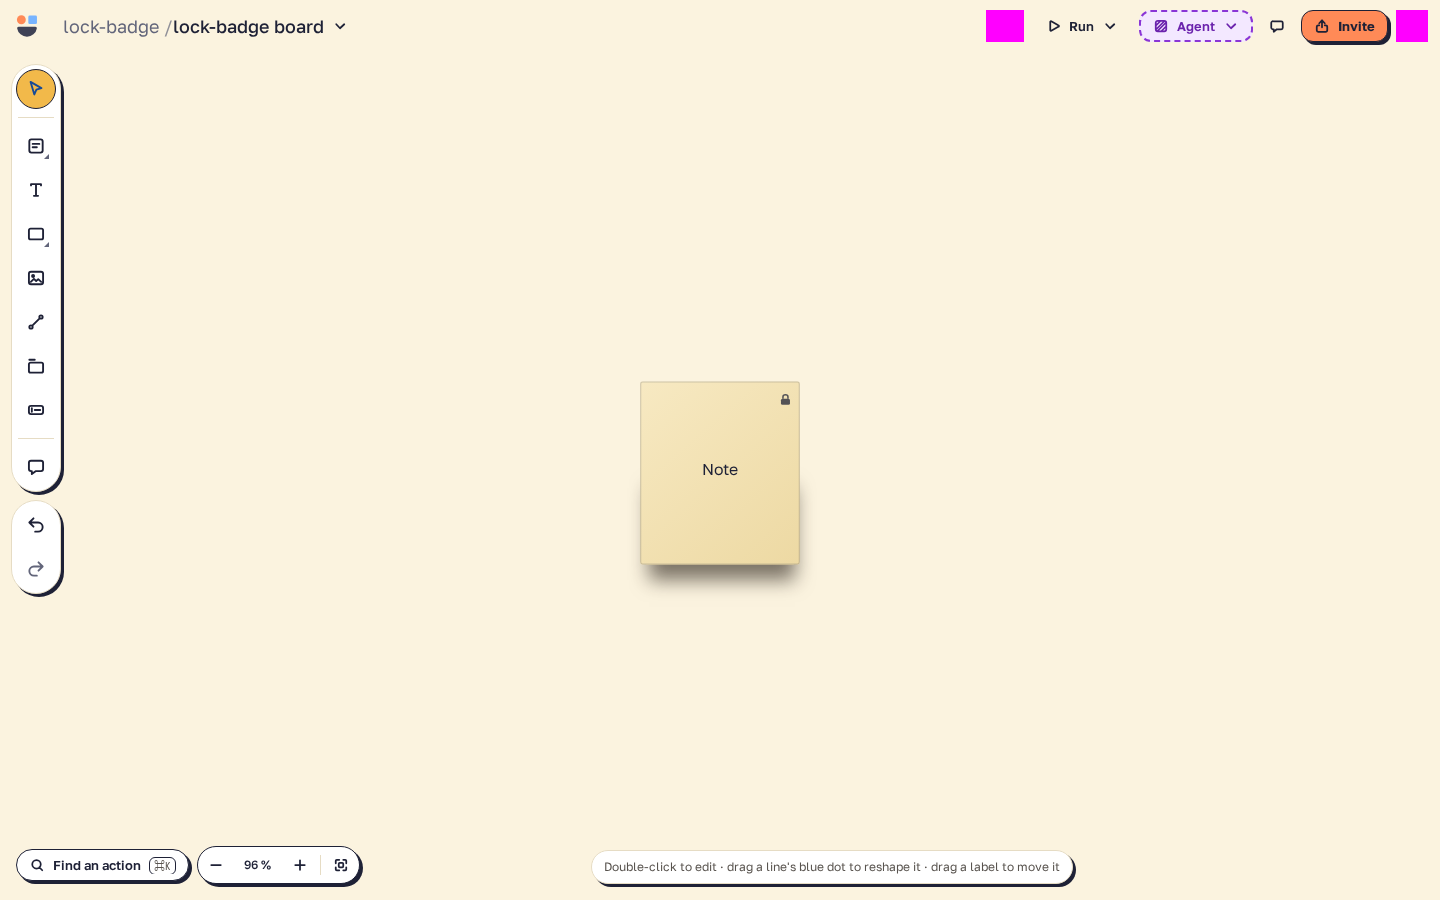 lock-badge / lock-badge board
Run
Agent
Invite
Note
Find an action ⌘K
96 %
Double-click to edit · drag a line's blue dot to reshape it · drag a label to move it